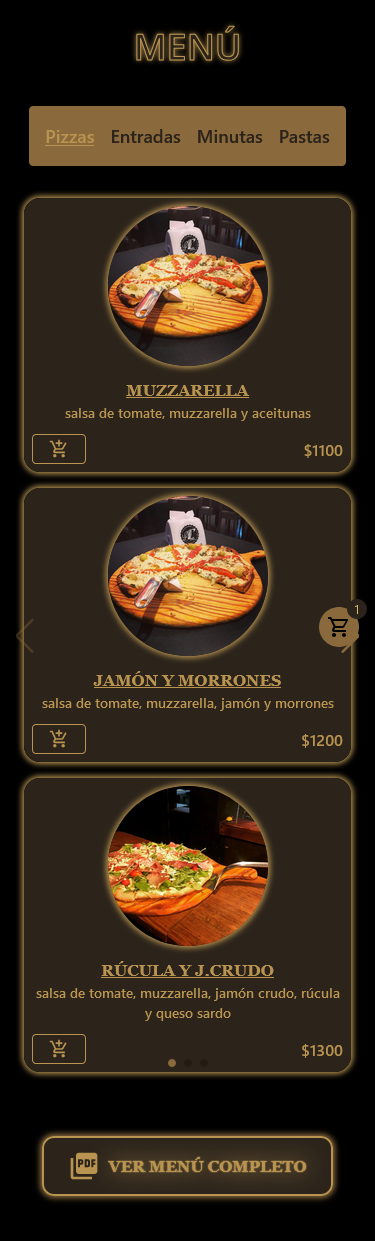 MENÚ
Pizzas Entradas Minutas Pastas
MUZZARELLA
salsa de tomate, muzzarella y aceitunas
$1100
1
JAMÓN Y MORRONES
salsa de tomate, muzzarella, jamón y morrones
$1200
RÚCULA Y J.CRUDO
salsa de tomate, muzzarella, jamón crudo, rúcula
y queso sardo
$1300
PDF VER MENÚ COMPLETO